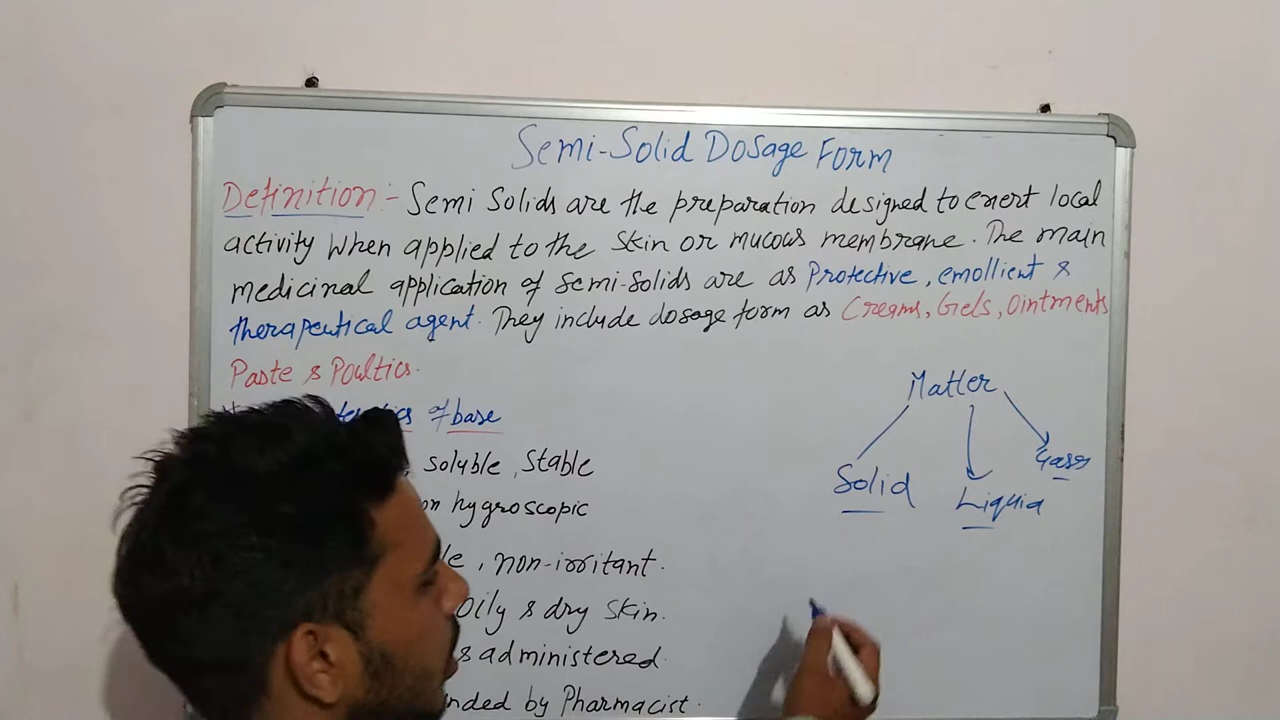 Semi-Solid Dosage Form
Definition:- Semi Solids are the preparation designed to exert local
activity when applied to the skin or mucous membrane. The main
medicinal application of semi-solids are as Protective, emollient &
therapeutical agent. They include dosage form as Creams, Gels, Ointments
Paste & Poultics.
of base
soluble, Stable
hygroscopic
, non-irritant.
Oily & dry skin.
administered
by Pharmacist.
Matter
Solid
Liquid
Gass